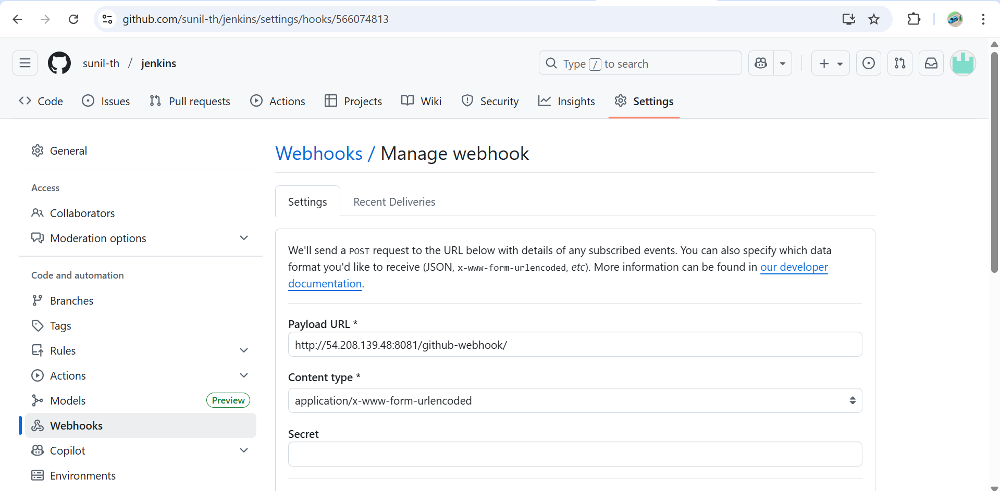 github.com/sunil-th/jenkins/settings/hooks/566074813
sunil-th / jenkins
Type / to search
Code Issues Pull requests Actions Projects Wiki Security Insights Settings
General
Access
Collaborators
Moderation options
Code and automation
Branches
Tags
Rules
Actions
Models Preview
Webhooks
Copilot
Environments
Webhooks / Manage webhook
Settings Recent Deliveries
We'll send a POST request to the URL below with details of any subscribed events. You can also specify which data
format you'd like to receive (JSON, x-www-form-urlencoded, etc). More information can be found in our developer
documentation.
Payload URL *
http://54.208.139.48:8081/github-webhook/
Content type *
application/x-www-form-urlencoded
Secret